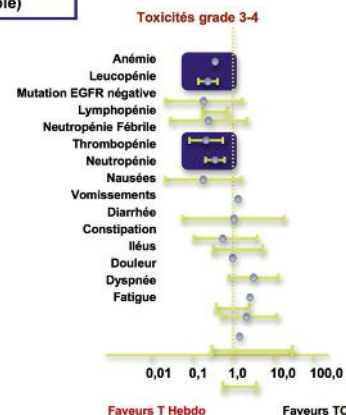 ple)
Toxicités grade 3-4
Anémie
Leucopénie
Mutation EGFR négative
Lymphopénie
Neutropénie Fébrile
Thrombopénie
Neutropénie
Nausées
Vomissements
Diarrhée
Constipation
Iléus
Douleur
Dyspnée
Fatigue
0,01 0,1 1,0 10,0 100,0
Faveurs T Hebdo Faveurs TC